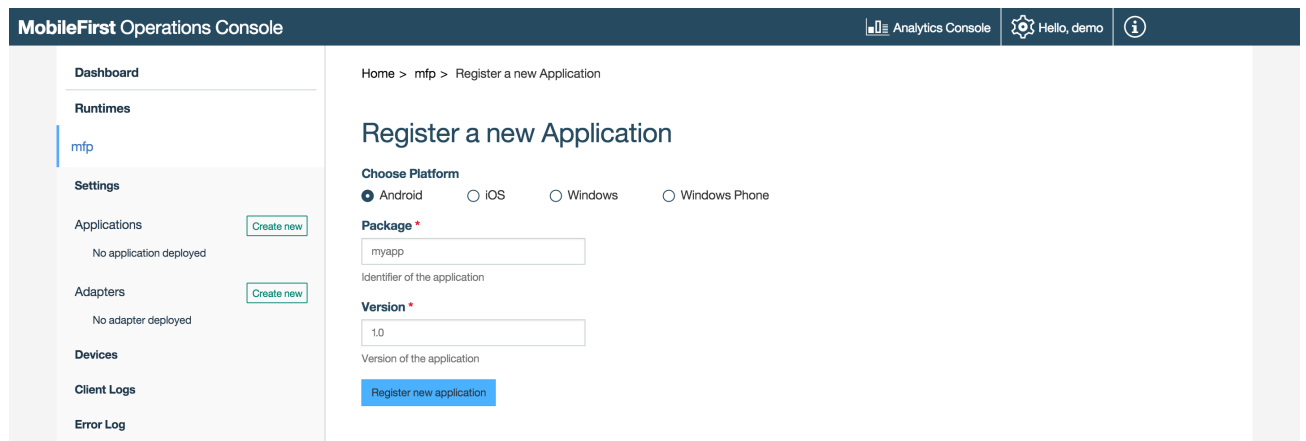 MobileFirst Operations Console
Analytics Console
Hello, demo
Dashboard
Runtimes
mfp
Settings
Applications Create new
No application deployed
Adapters Create new
No adapter deployed
Devices
Client Logs
Error Log
Home > mfp > Register a new Application
Register a new Application
Choose Platform
Android iOS Windows Windows Phone
Package *
myapp
Identifier of the application
Version *
1.0
Version of the application
Register new application